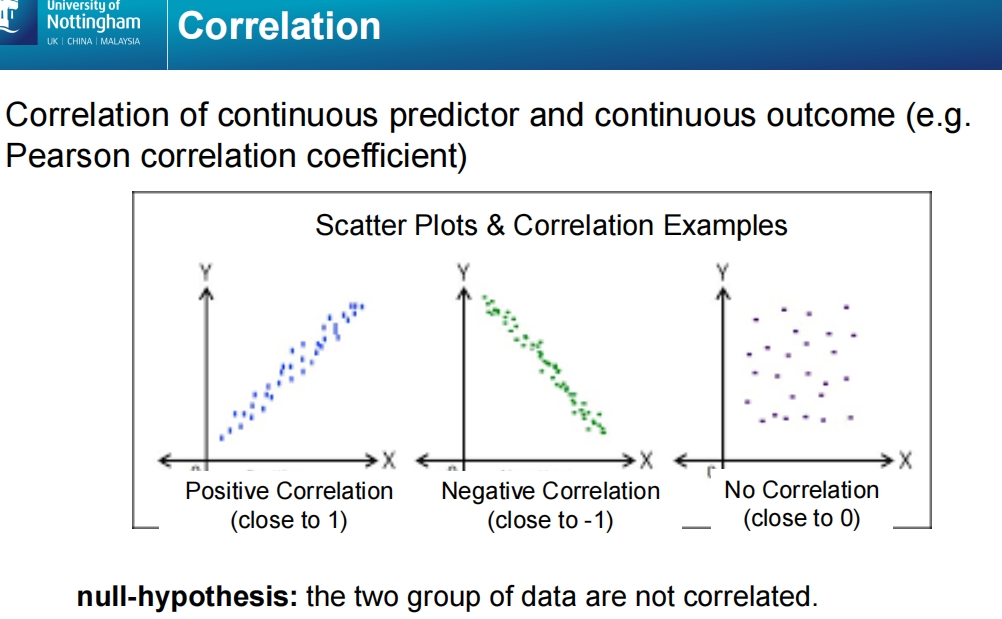 University of
Nottingham
UK | CHINA | MALAYSIA
Correlation
Correlation of continuous predictor and continuous outcome (e.g.
Pearson correlation coefficient)
Scatter Plots & Correlation Examples
Y
Y
Y
X
X
X
Positive Correlation
(close to 1)
Negative Correlation
(close to -1)
No Correlation
(close to 0)
null-hypothesis: the two group of data are not correlated.